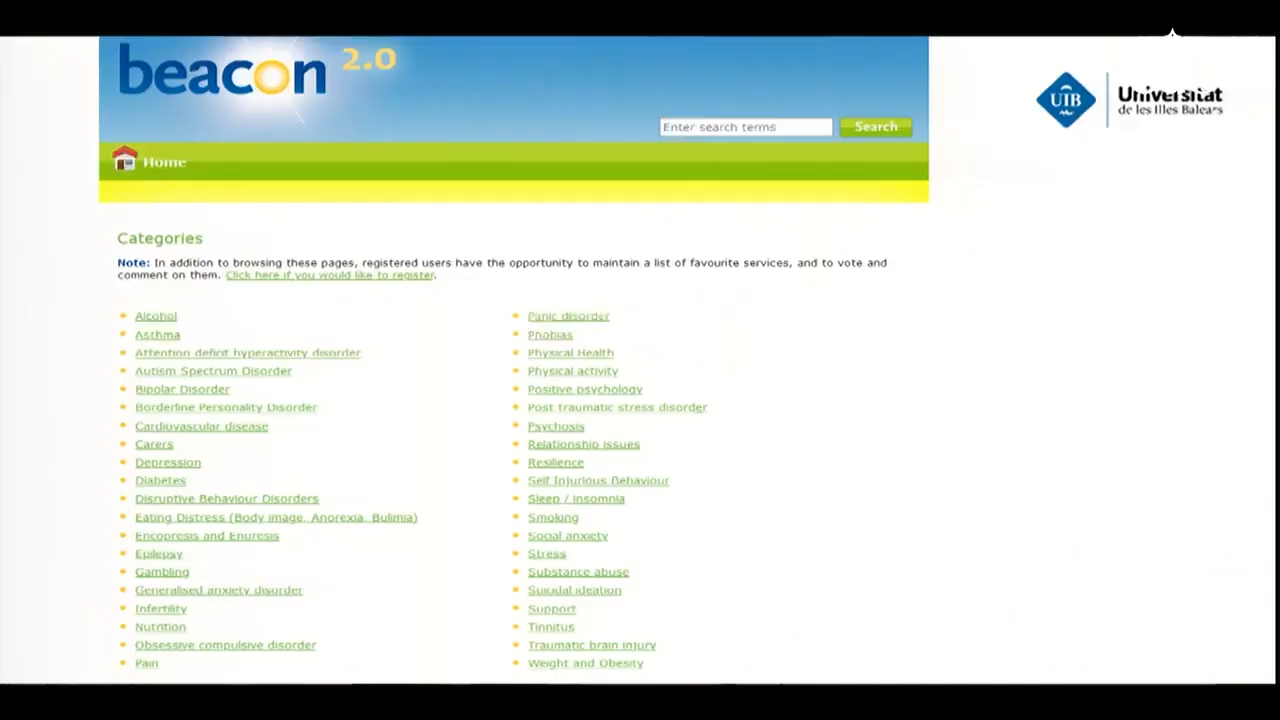 beacon 2.0
UIB
Universitat
de les Illes Balears
Enter search terms
Search
Home
Categories
Note: In addition to browsing these pages, registered users have the opportunity to maintain a list of favourite services, and to vote and
comment on them. Click here if you would like to register.
Alcohol
Asthma
Attention deficit hyperactivity disorder
Autism Spectrum Disorder
Bipolar Disorder
Borderline Personality Disorder
Cardiovascular disease
Carers
Depression
Diabetes
Disruptive Behaviour Disorders
Eating Distress (Body image, Anorexia, Bulimia)
Encopresis and Enuresis
Epilepsy
Gambling
Generalised anxiety disorder
Infertility
Nutrition
Obsessive compulsive disorder
Pain
Panic disorder
Phobias
Physical Health
Physical activity
Positive psychology
Post traumatic stress disorder
Psychosis
Relationship issues
Resilience
Self Injurious Behaviour
Sleep / Insomnia
Smoking
Social anxiety
Stress
Substance abuse
Suicidal ideation
Support
Tinnitus
Traumatic brain injury
Weight and Obesity